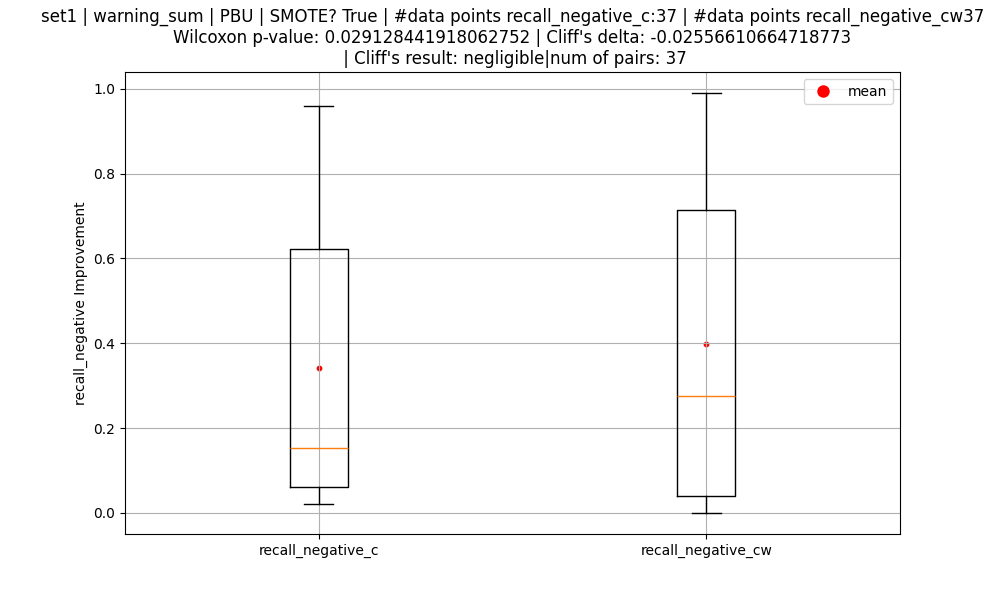 set1 | warning_sum | PBU | SMOTE? True | #data points recall_negative_c:37 | #data points recall_negative_cw37
Wilcoxon p-value: 0.029128441918062752 | Cliff's delta: -0.02556610664718773
| Cliff's result: negligible|num of pairs: 37
mean
1.0
0.8
0.6
0.4
0.2
0.0
recall_negative Improvement
recall_negative_c
recall_negative_cw